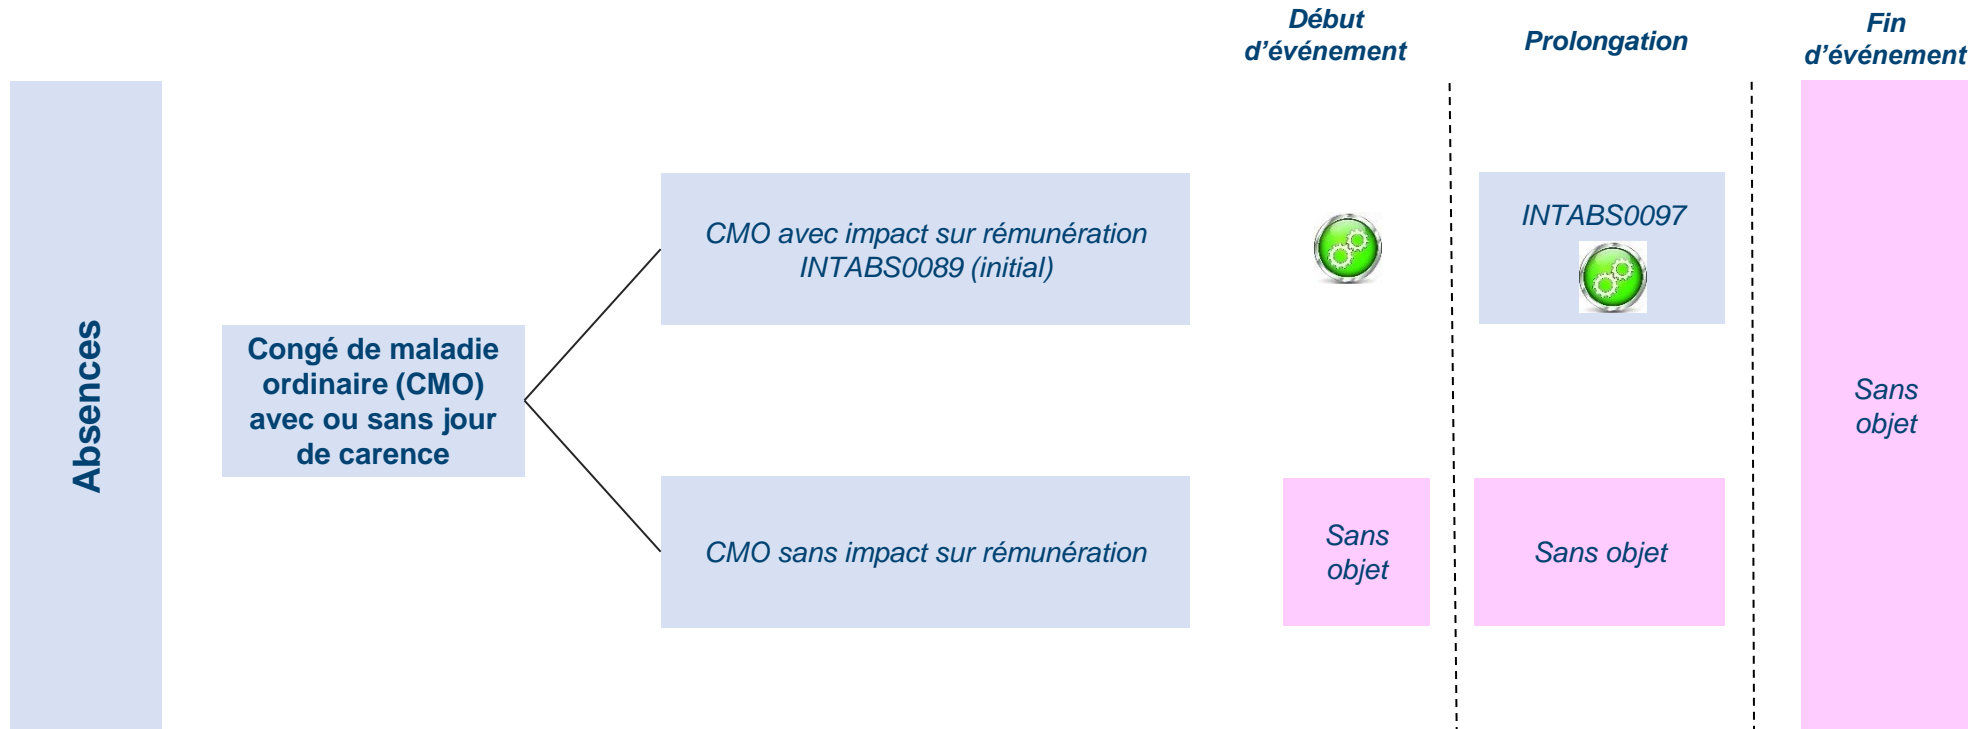 Début
d’événement
Prolongation
Fin
d’événement
Absences
Congé de maladie
ordinaire (CMO)
avec ou sans jour
de carence
CMO avec impact sur rémunération
INTABS0089 (initial)
INTABS0097
CMO sans impact sur rémunération
Sans
objet
Sans objet
Sans
objet